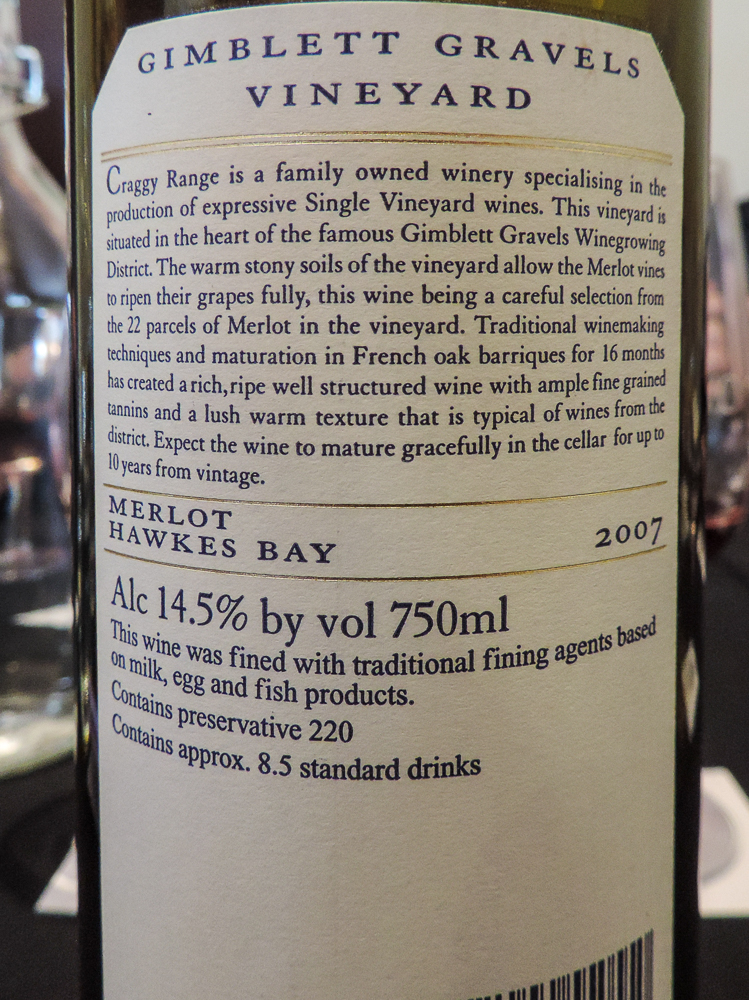 GIMBLETT GRAVELS
VINEYARD
Craggy Range is a family owned winery specialising in the
production of expressive Single Vineyard wines. This vineyard is
situated in the heart of the famous Gimblett Gravels Winegrowing
District. The warm stony soils of the vineyard allow the Merlot vines
to ripen their grapes fully, this wine being a careful selection from
the 22 parcels of Merlot in the vineyard. Traditional winemaking
techniques and maturation in French oak barriques for 16 months
has created a rich, ripe well structured wine with ample fine grained
tannins and a lush warm texture that is typical of wines from the
district. Expect the wine to mature gracefully in the cellar for up to
10 years from vintage.
MERLOT
HAWKES BAY 2007
Alc 14.5% by vol 750ml
This wine was fined with traditional fining agents based
on milk, egg and fish products.
Contains preservative 220
Contains approx. 8.5 standard drinks